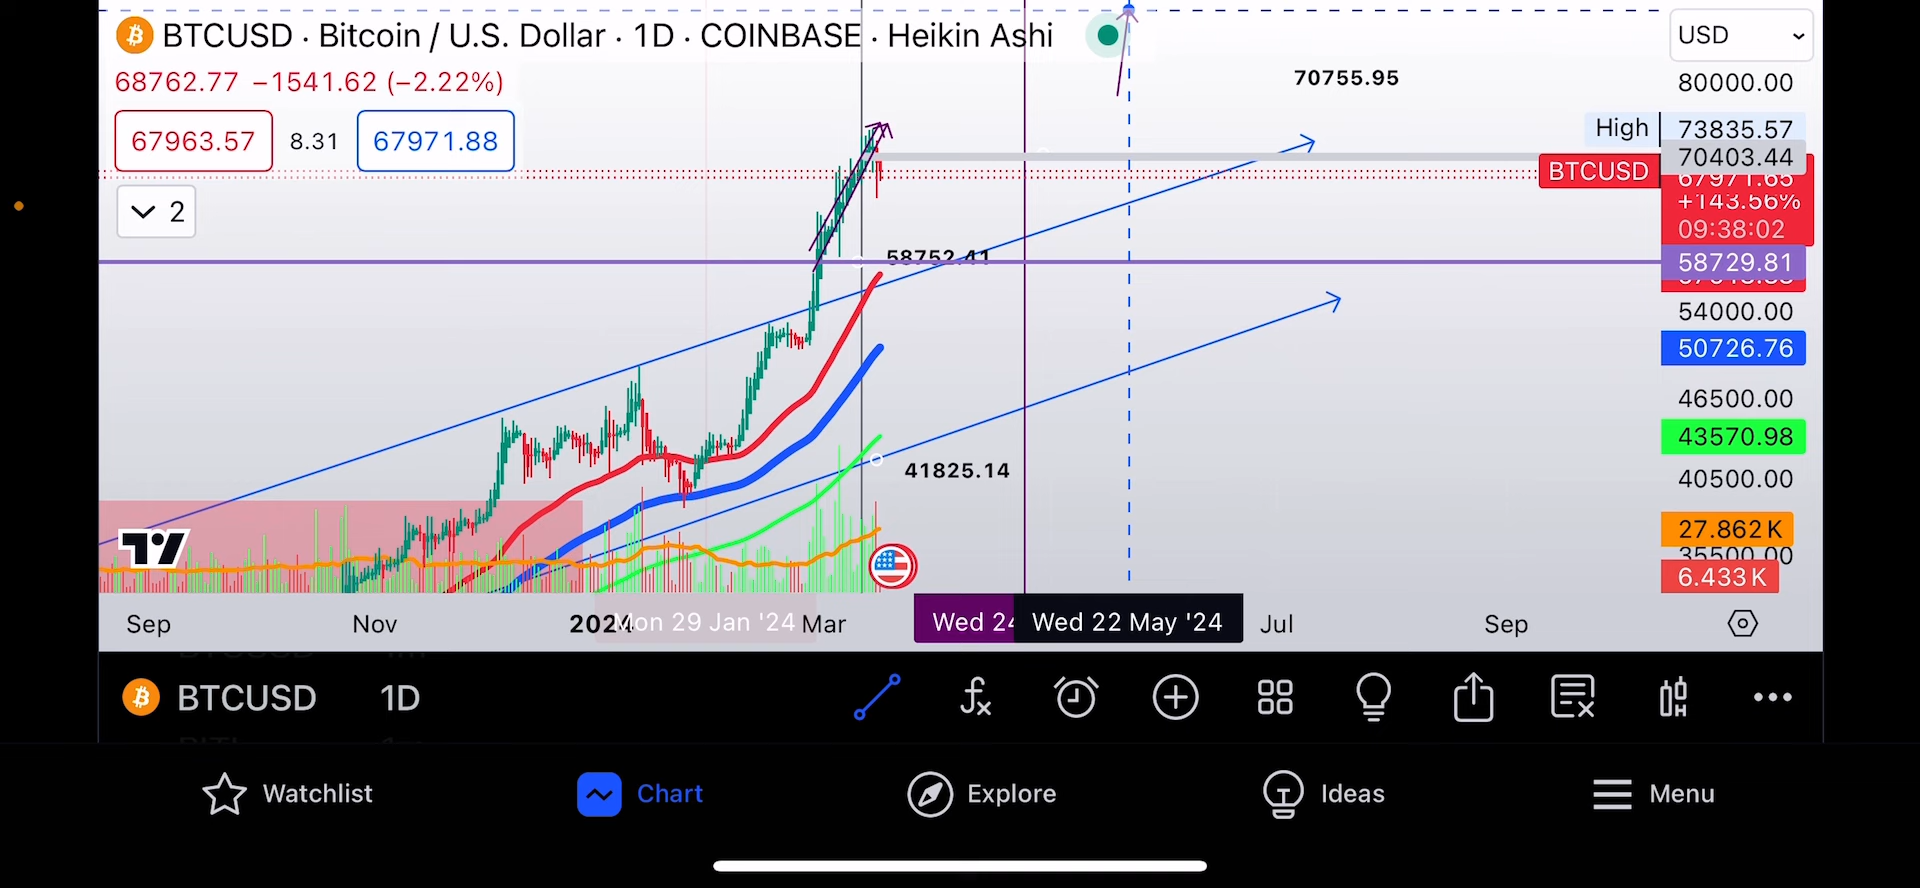 BTCUSD · Bitcoin / U.S. Dollar · 1D · COINBASE · Heikin Ashi
USD
68762.77 −1541.62 (−2.22%)
70755.95
80000.00
67963.57 8.31 67971.88
High 73835.57
70403.44
BTCUSD
67971.65
+143.56%
09:38:02
2
58752.41
58729.81
54000.00
50726.76
46500.00
43570.98
41825.14
40500.00
27.862 K
35500.00
6.433 K
Sep Nov 2024 Mon 29 Jan '24 Mar Wed 24 Wed 22 May '24 Jul Sep
BTCUSD 1D
Watchlist Chart Explore Ideas Menu